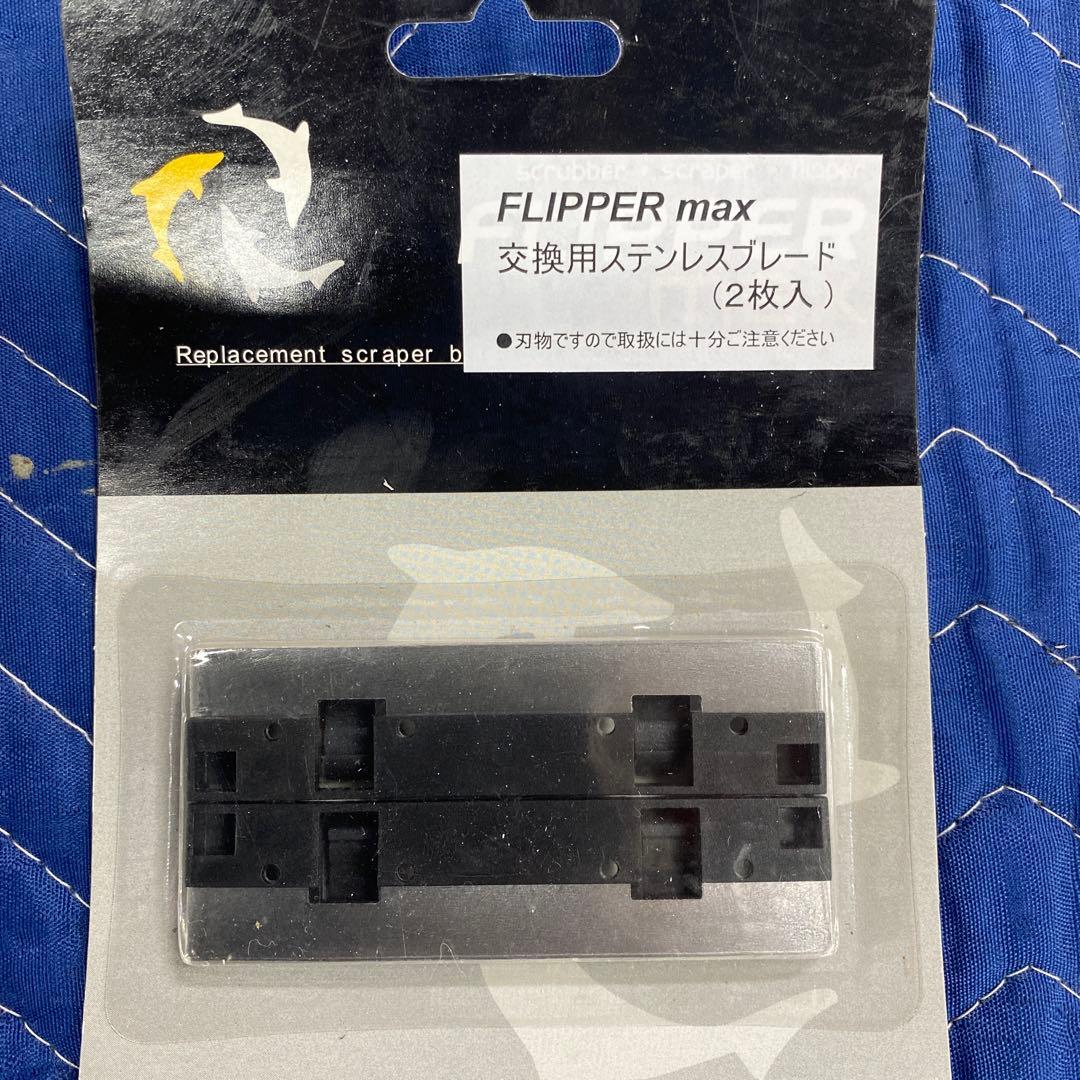 scrubber + scraper = flipper
FLIPPER
FLIPPER max
交換用ステンレスブレード
(2枚入)
●刃物ですので取扱には十分ご注意ください
Replacement scraper b